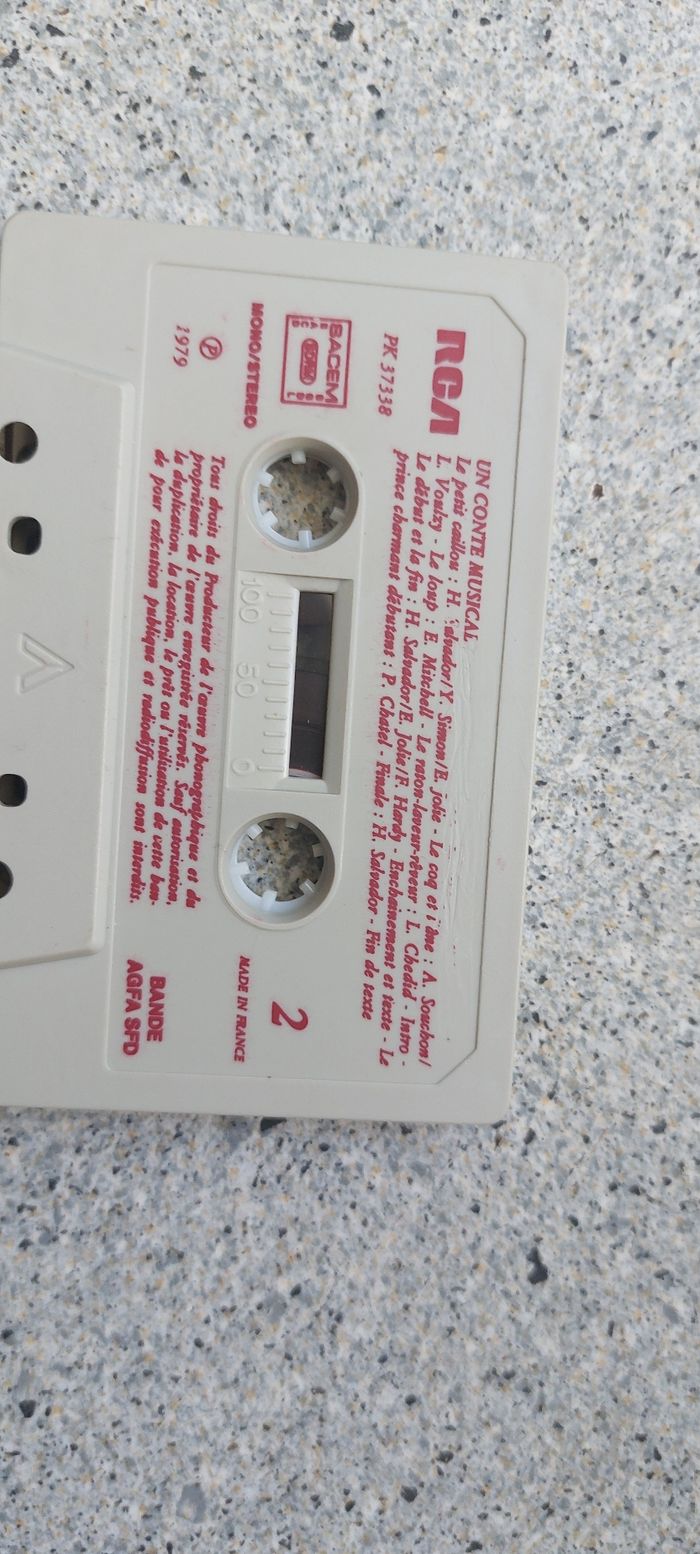 RCA
PK 37338
UN CONTE MUSICAL
Le petit caillou : H. Salvador/Y. Simon/E. jolie - Le coq et l'âne : A. Souchon/
L. Voulzy - Le loup : E. Mitchell - Le raton-laveur-rêveur : L. Chedid - Intro -
Le début et la fin : H. Salvador/E. Jolie/F. Hardy - Enchainement et texte - Le
prince charmant débutant : P. Chatel - Finale : H. Salvador - Fin de texte
SACEM
MONO/STEREO
℗
1979
100 50 0
2
MADE IN FRANCE
Tous droits du Producteur de l'œuvre phonographique et du
propriétaire de l'œuvre enregistrée réservés. Sauf autorisation,
la duplication, la location, le prêt ou l'utilisation de cette ban-
de pour exécution publique et radiodiffusion sont interdits.
BANDE
AGFA SFD